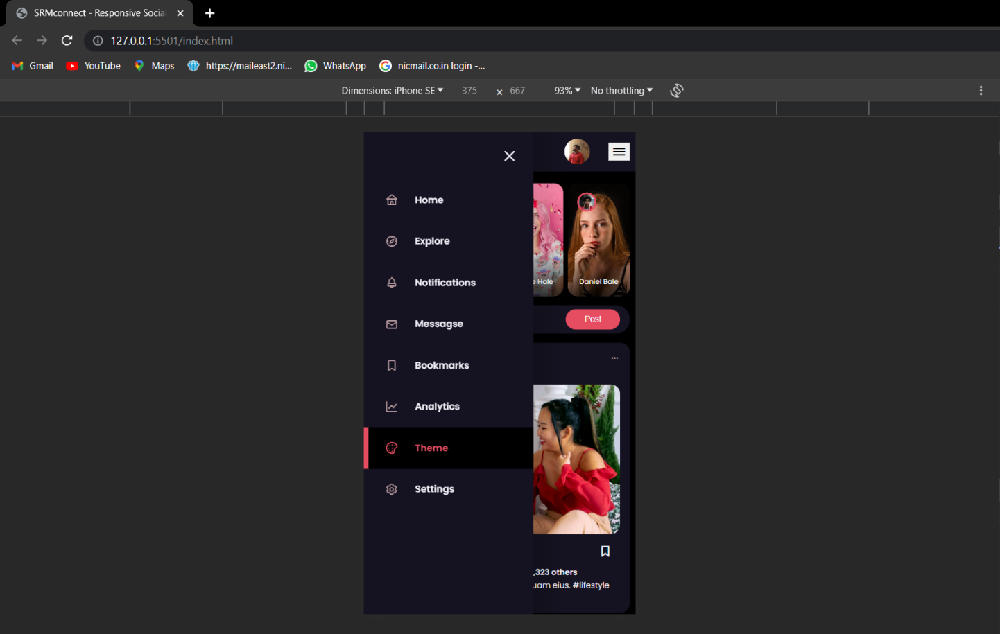 SRMconnect - Responsive Social
127.0.0.1:5501/index.html
Gmail
YouTube
Maps
https://maileast2.ni...
WhatsApp
nicmail.co.in login -...
Dimensions: iPhone SE 375 × 667 93% No throttling
Home
Explore
Notifications
Messagse
Bookmarks
Analytics
Theme
Settings
e Hale
Daniel Bale
Post
...
,323 others
uam eius. #lifestyle